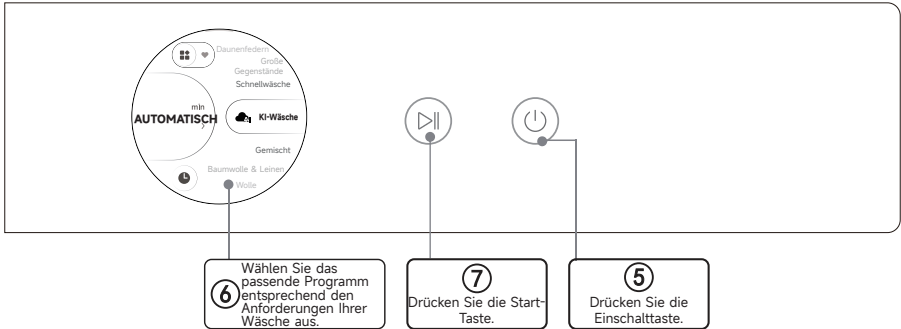 Daunenfedern
Große
Gegenstände
Schnellwäsche
min
AUTOMATISCH
KI-Wäsche
Gemischt
Baumwolle & Leinen
Wolle
6
Wählen Sie das
passende Programm
entsprechend den
Anforderungen Ihrer
Wäsche aus.
7
Drücken Sie die Start-
Taste.
5
Drücken Sie die
Einschalttaste.